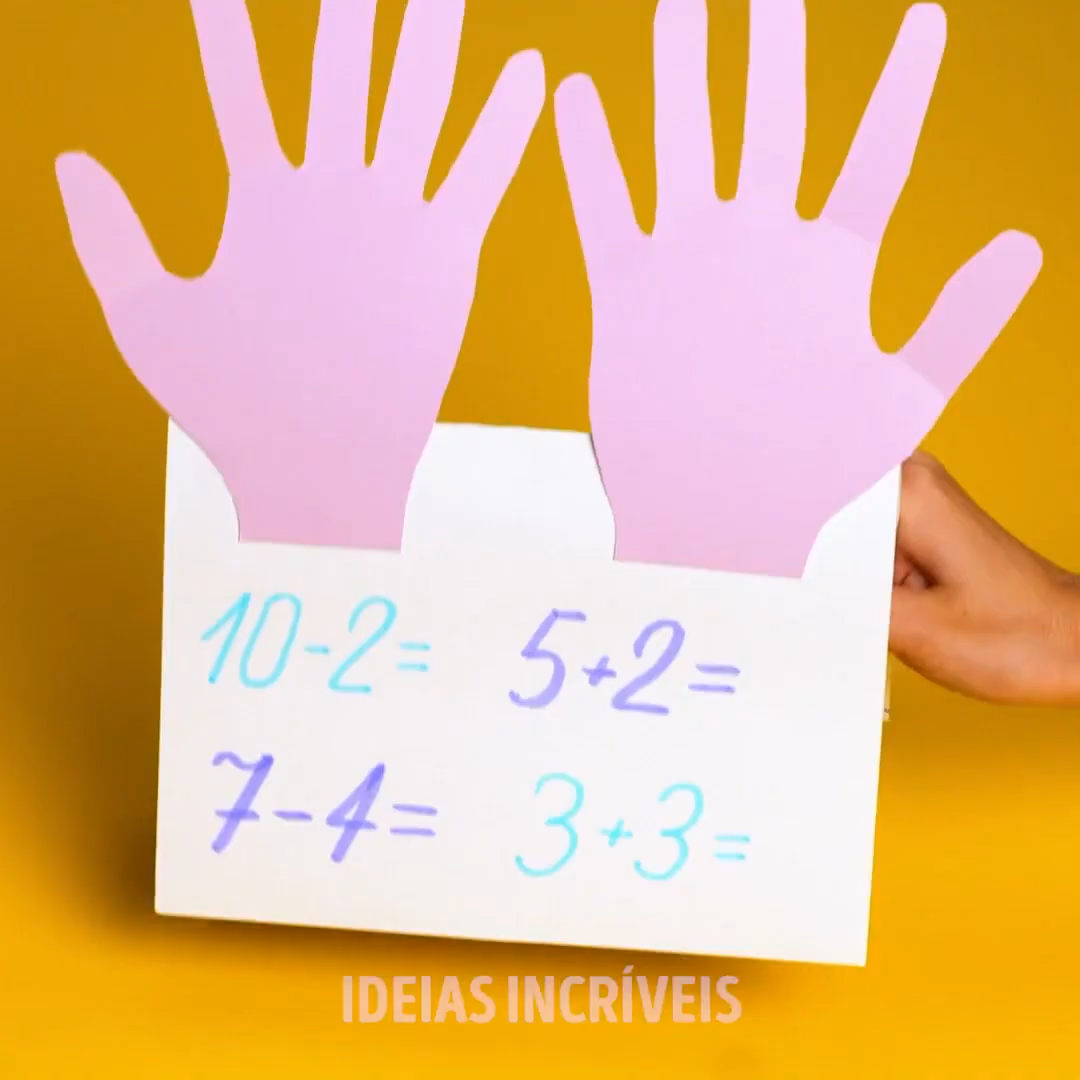 10-2= 5+2=
7-4= 3+3=
IDEIAS INCRÍVEIS